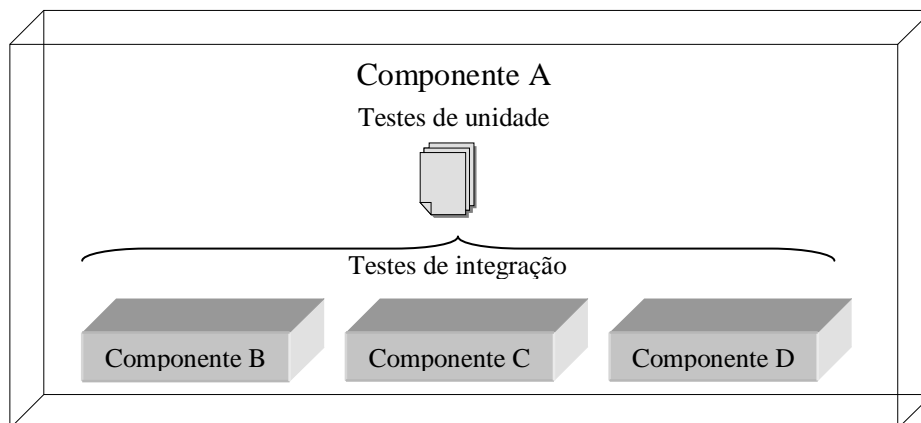 Componente A
Testes de unidade
Testes de integração
Componente B
Componente C
Componente D